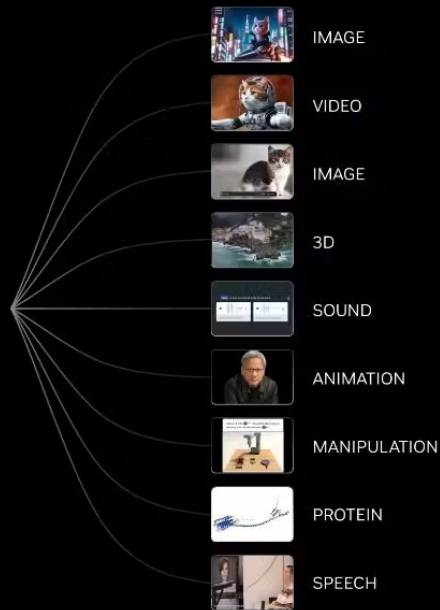 IMAGE
VIDEO
IMAGE
3D
SOUND
ANIMATION
MANIPULATION
PROTEIN
SPEECH